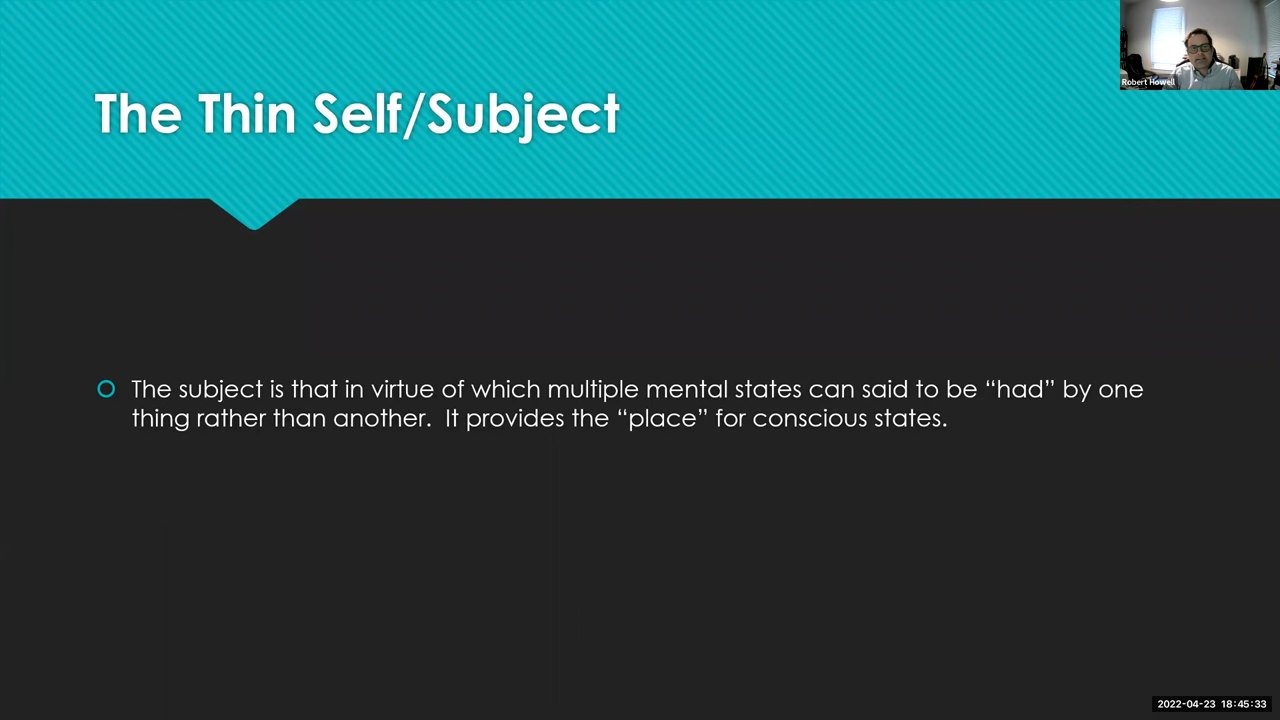 Robert Howell
The Thin Self/Subject
The subject is that in virtue of which multiple mental states can said to be “had” by one
thing rather than another. It provides the “place” for conscious states.
2022-04-23 18:45:33